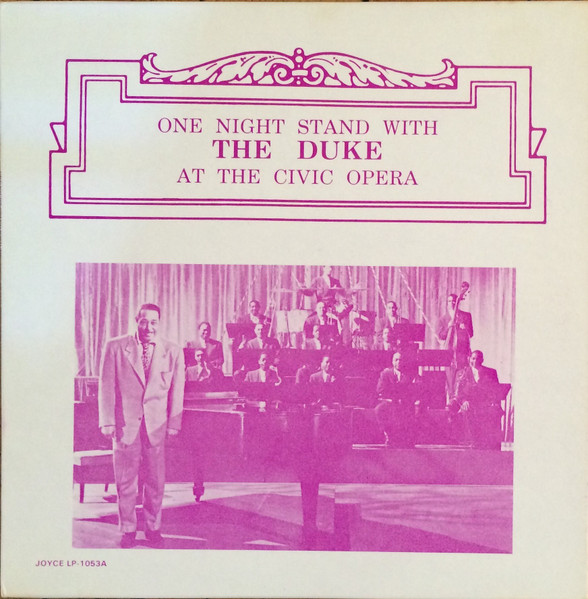 ONE NIGHT STAND WITH
THE DUKE
AT THE CIVIC OPERA
JOYCE LP-1053A